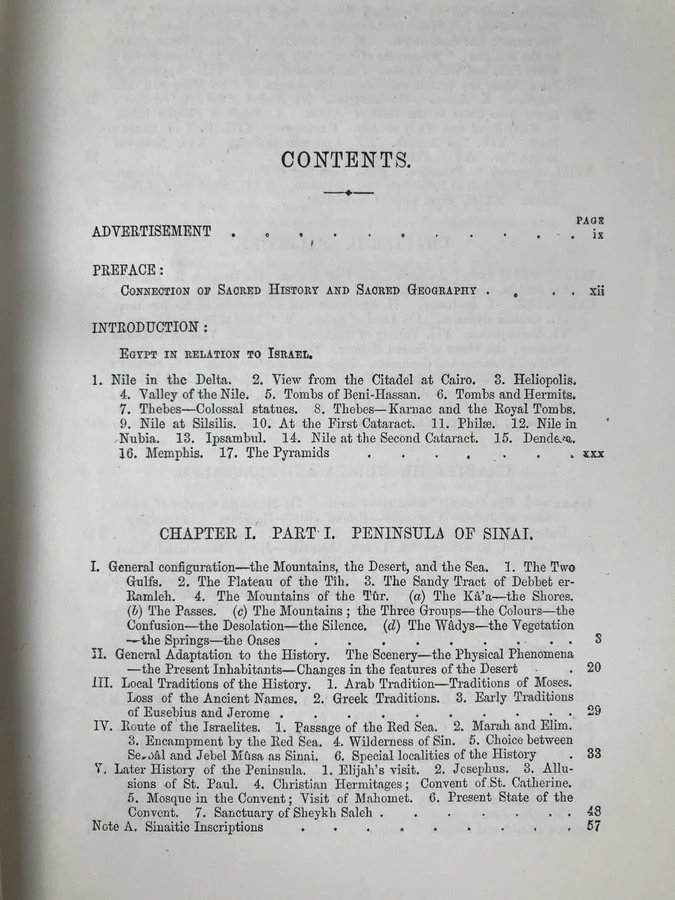 CONTENTS.
PAGE
ADVERTISEMENT . . . . . . . . . . . ix
PREFACE:
CONNECTION OF SACRED HISTORY AND SACRED GEOGRAPHY . . . . xii
INTRODUCTION:
EGYPT IN RELATION TO ISRAEL.
1. Nile in the Delta. 2. View from the Citadel at Cairo. 3. Heliopolis.
4. Valley of the Nile. 5. Tombs of Beni-Hassan. 6. Tombs and Hermits.
7. Thebes—Colossal statues. 8. Thebes—Karnac and the Royal Tombs.
9. Nile at Silsilis. 10. At the First Cataract. 11. Philæ. 12. Nile in
Nubia. 13. Ipsambul. 14. Nile at the Second Cataract. 15. Dendera.
16. Memphis. 17. The Pyramids . . . . . . . xxx
CHAPTER I. PART I. PENINSULA OF SINAI.
I. General configuration—the Mountains, the Desert, and the Sea. 1. The Two
Gulfs. 2. The Plateau of the Tîh. 3. The Sandy Tract of Debbet er-
Ramleh. 4. The Mountains of the Tûr. (a) The Kâ'a—the Shores.
(b) The Passes. (c) The Mountains; the Three Groups—the Colours—the
Confusion—the Desolation—the Silence. (d) The Wâdys—the Vegetation
—the Springs—the Oases . . . . . . . . . 3
II. General Adaptation to the History. The Scenery—the Physical Phenomena
—the Present Inhabitants—Changes in the features of the Desert . . 20
III. Local Traditions of the History. 1. Arab Tradition—Traditions of Moses.
Loss of the Ancient Names. 2. Greek Traditions. 3. Early Traditions
of Eusebius and Jerome . . . . . . . . . . 29
IV. Route of the Israelites. 1. Passage of the Red Sea. 2. Marah and Elim.
3. Encampment by the Red Sea. 4. Wilderness of Sin. 5. Choice between
Serbâl and Jebel Mûsa as Sinai. 6. Special localities of the History . 33
V. Later History of the Peninsula. 1. Elijah's visit. 2. Josephus. 3. Allu-
sions of St. Paul. 4. Christian Hermitages; Convent of St. Catherine.
5. Mosque in the Convent; Visit of Mahomet. 6. Present State of the
Convent. 7. Sanctuary of Sheykh Saleh . . . . . . 48
Note A. Sinaitic Inscriptions . . . . . . . . . 57